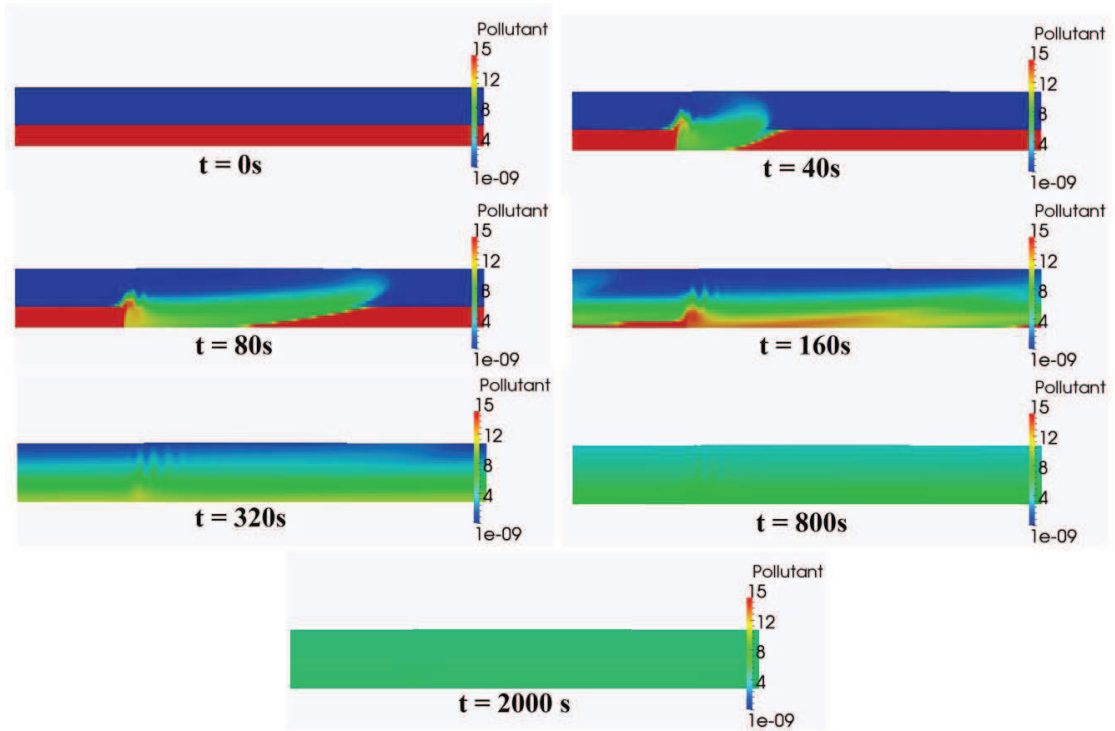 Pollutant
15
12
8
4
1e-09
t = 0s
Pollutant
15
12
8
4
1e-09
t = 40s
Pollutant
15
12
8
4
1e-09
t = 80s
Pollutant
15
12
8
4
1e-09
t = 160s
Pollutant
15
12
8
4
1e-09
t = 320s
Pollutant
15
12
8
4
1e-09
t = 800s
Pollutant
15
12
8
4
1e-09
t = 2000 s